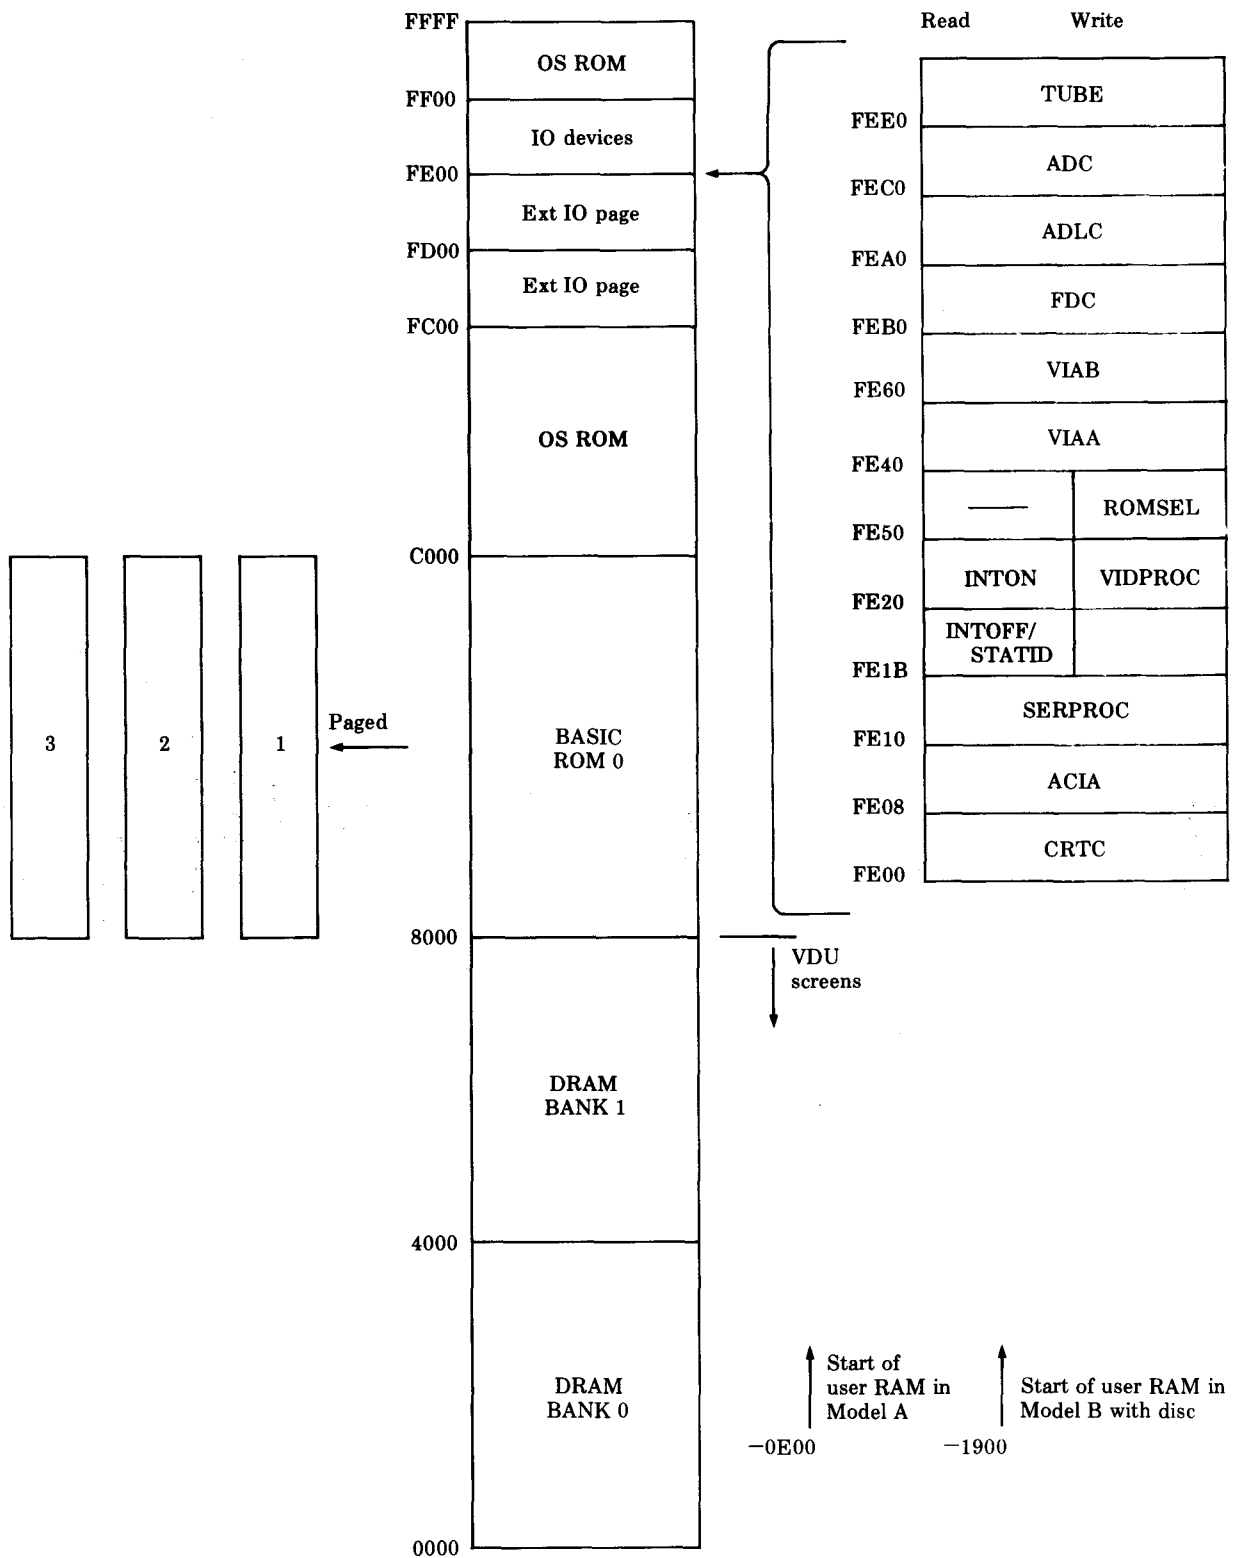 FFFF
OS ROM
FF00
IO devices
FE00
Ext IO page
FD00
Ext IO page
FC00
OS ROM
C000
3
2
1
Paged
BASIC
ROM 0
8000
DRAM
BANK 1
4000
DRAM
BANK 0
0000
Read Write
TUBE
FEE0
ADC
FEC0
ADLC
FEA0
FDC
FEB0
VIAB
FE60
VIAA
FE40
— ROMSEL
FE50
INTON VIDPROC
FE20
INTOFF/
STATID
FE1B
SERPROC
FE10
ACIA
FE08
CRTC
FE00
VDU
screens
Start of
user RAM in
Model A
—0E00
Start of user RAM in
Model B with disc
—1900